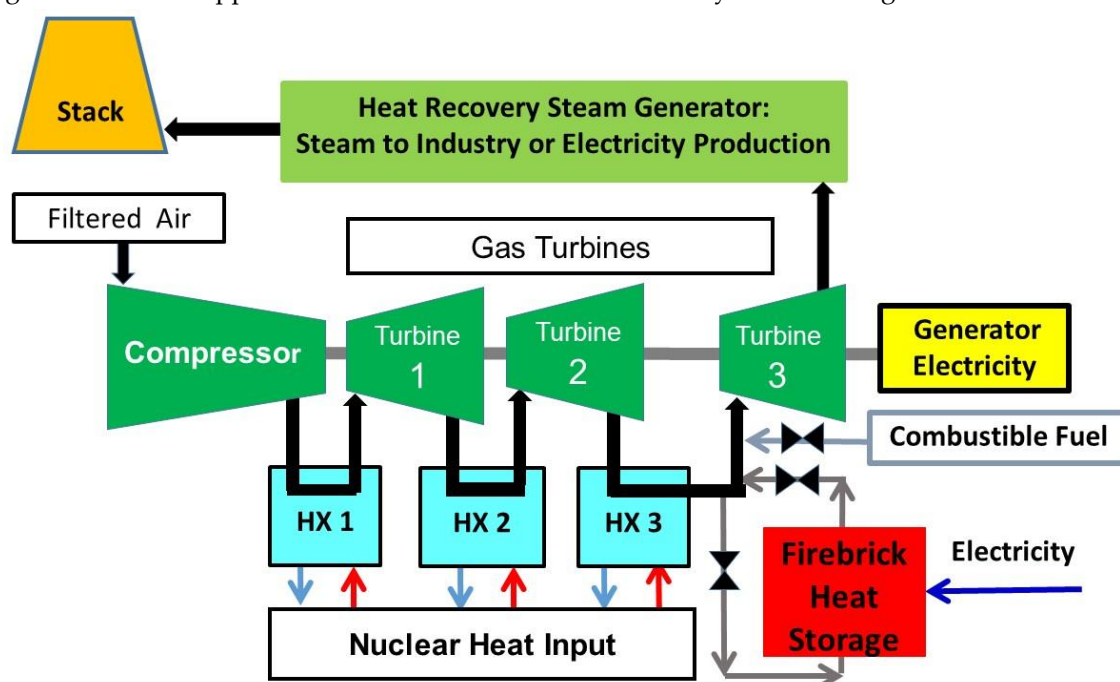 Stack
Heat Recovery Steam Generator:
Steam to Industry or Electricity Production
Filtered Air
Gas Turbines
Compressor
Turbine
1
Turbine
2
Turbine
3
Generator
Electricity
Combustible Fuel
HX 1
HX 2
HX 3
Firebrick
Heat
Storage
Electricity
Nuclear Heat Input